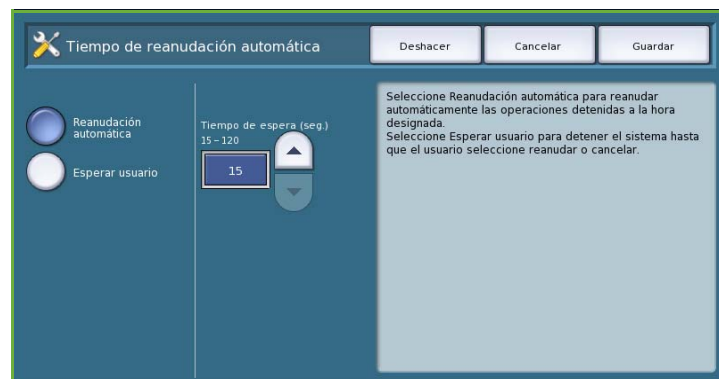 Tiempo de reanudación automática
Deshacer
Cancelar
Guardar
Reanudación
automática
Esperar usuario
Tiempo de espera (seg.)
15-120
15
Seleccione Reanudación automática para reanudar
automáticamente las operaciones detenidas a la hora
designada.
Seleccione Esperar usuario para detener el sistema hasta
que el usuario seleccione reanudar o cancelar.